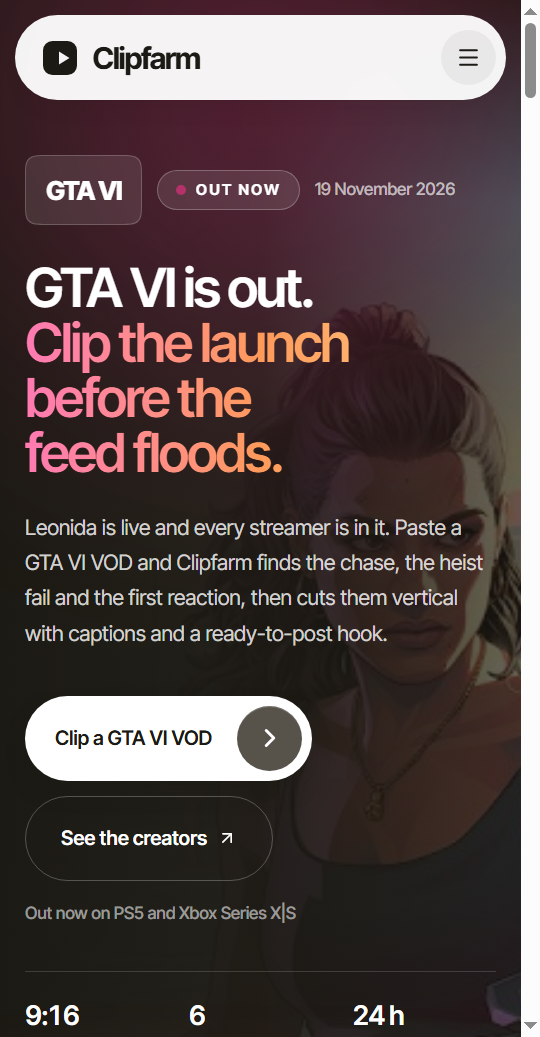 Clipfarm
GTA VI
OUT NOW
19 November 2026
GTA VI is out.
Clip the launch
before the
feed floods.
Leonida is live and every streamer is in it. Paste a
GTA VI VOD and Clipfarm finds the chase, the heist
fail and the first reaction, then cuts them vertical
with captions and a ready-to-post hook.
Clip a GTA VI VOD
See the creators
Out now on PS5 and Xbox Series X|S
9:16
6
24h